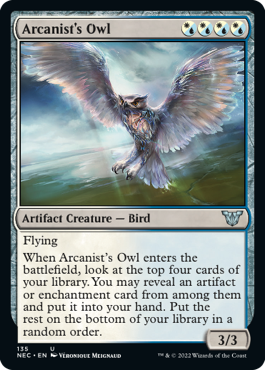 Arcanist's Owl
Artifact Creature — Bird
Flying
When Arcanist's Owl enters the
battlefield, look at the top four cards of
your library. You may reveal an artifact
or enchantment card from among them
and put it into your hand. Put the
rest on the bottom of your library in a
random order.
3/3
135 U
NEC • EN Véronique Meignaud
™ & © 2022 Wizards of the Coast